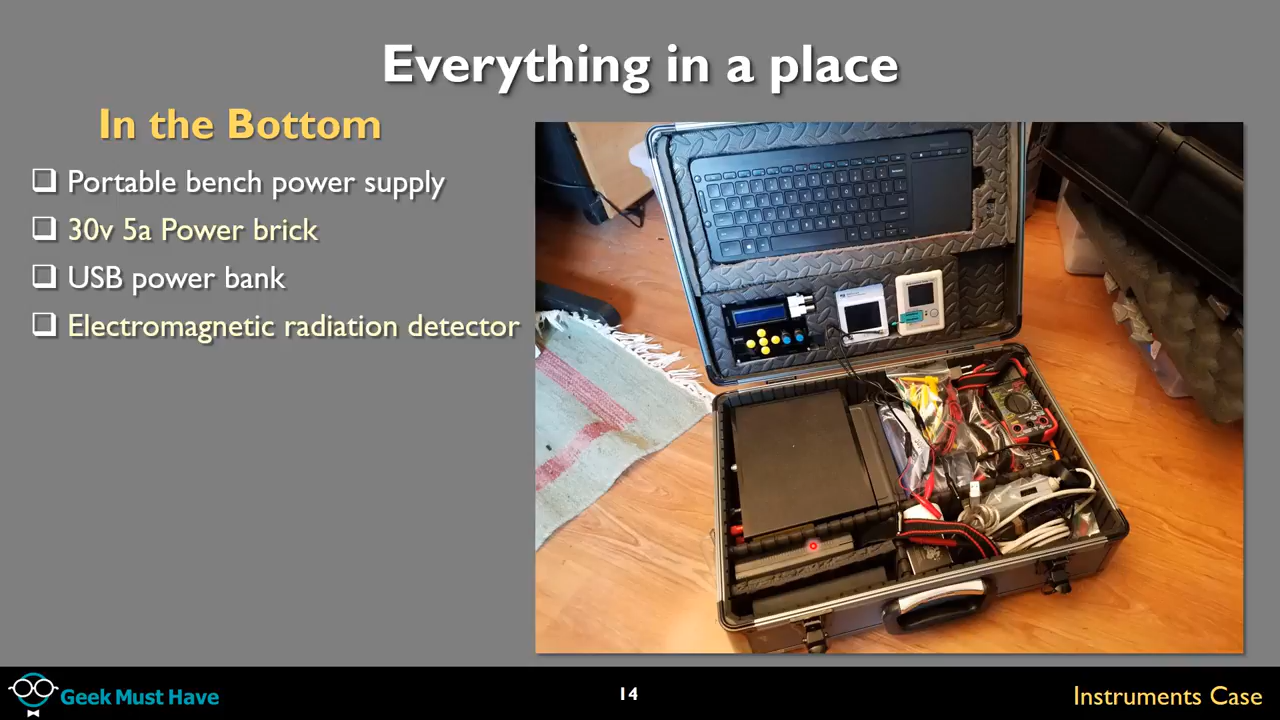 Everything in a place
In the Bottom
Portable bench power supply
30v 5a Power brick
USB power bank
Electromagnetic radiation detector
Geek Must Have
14
Instruments Case